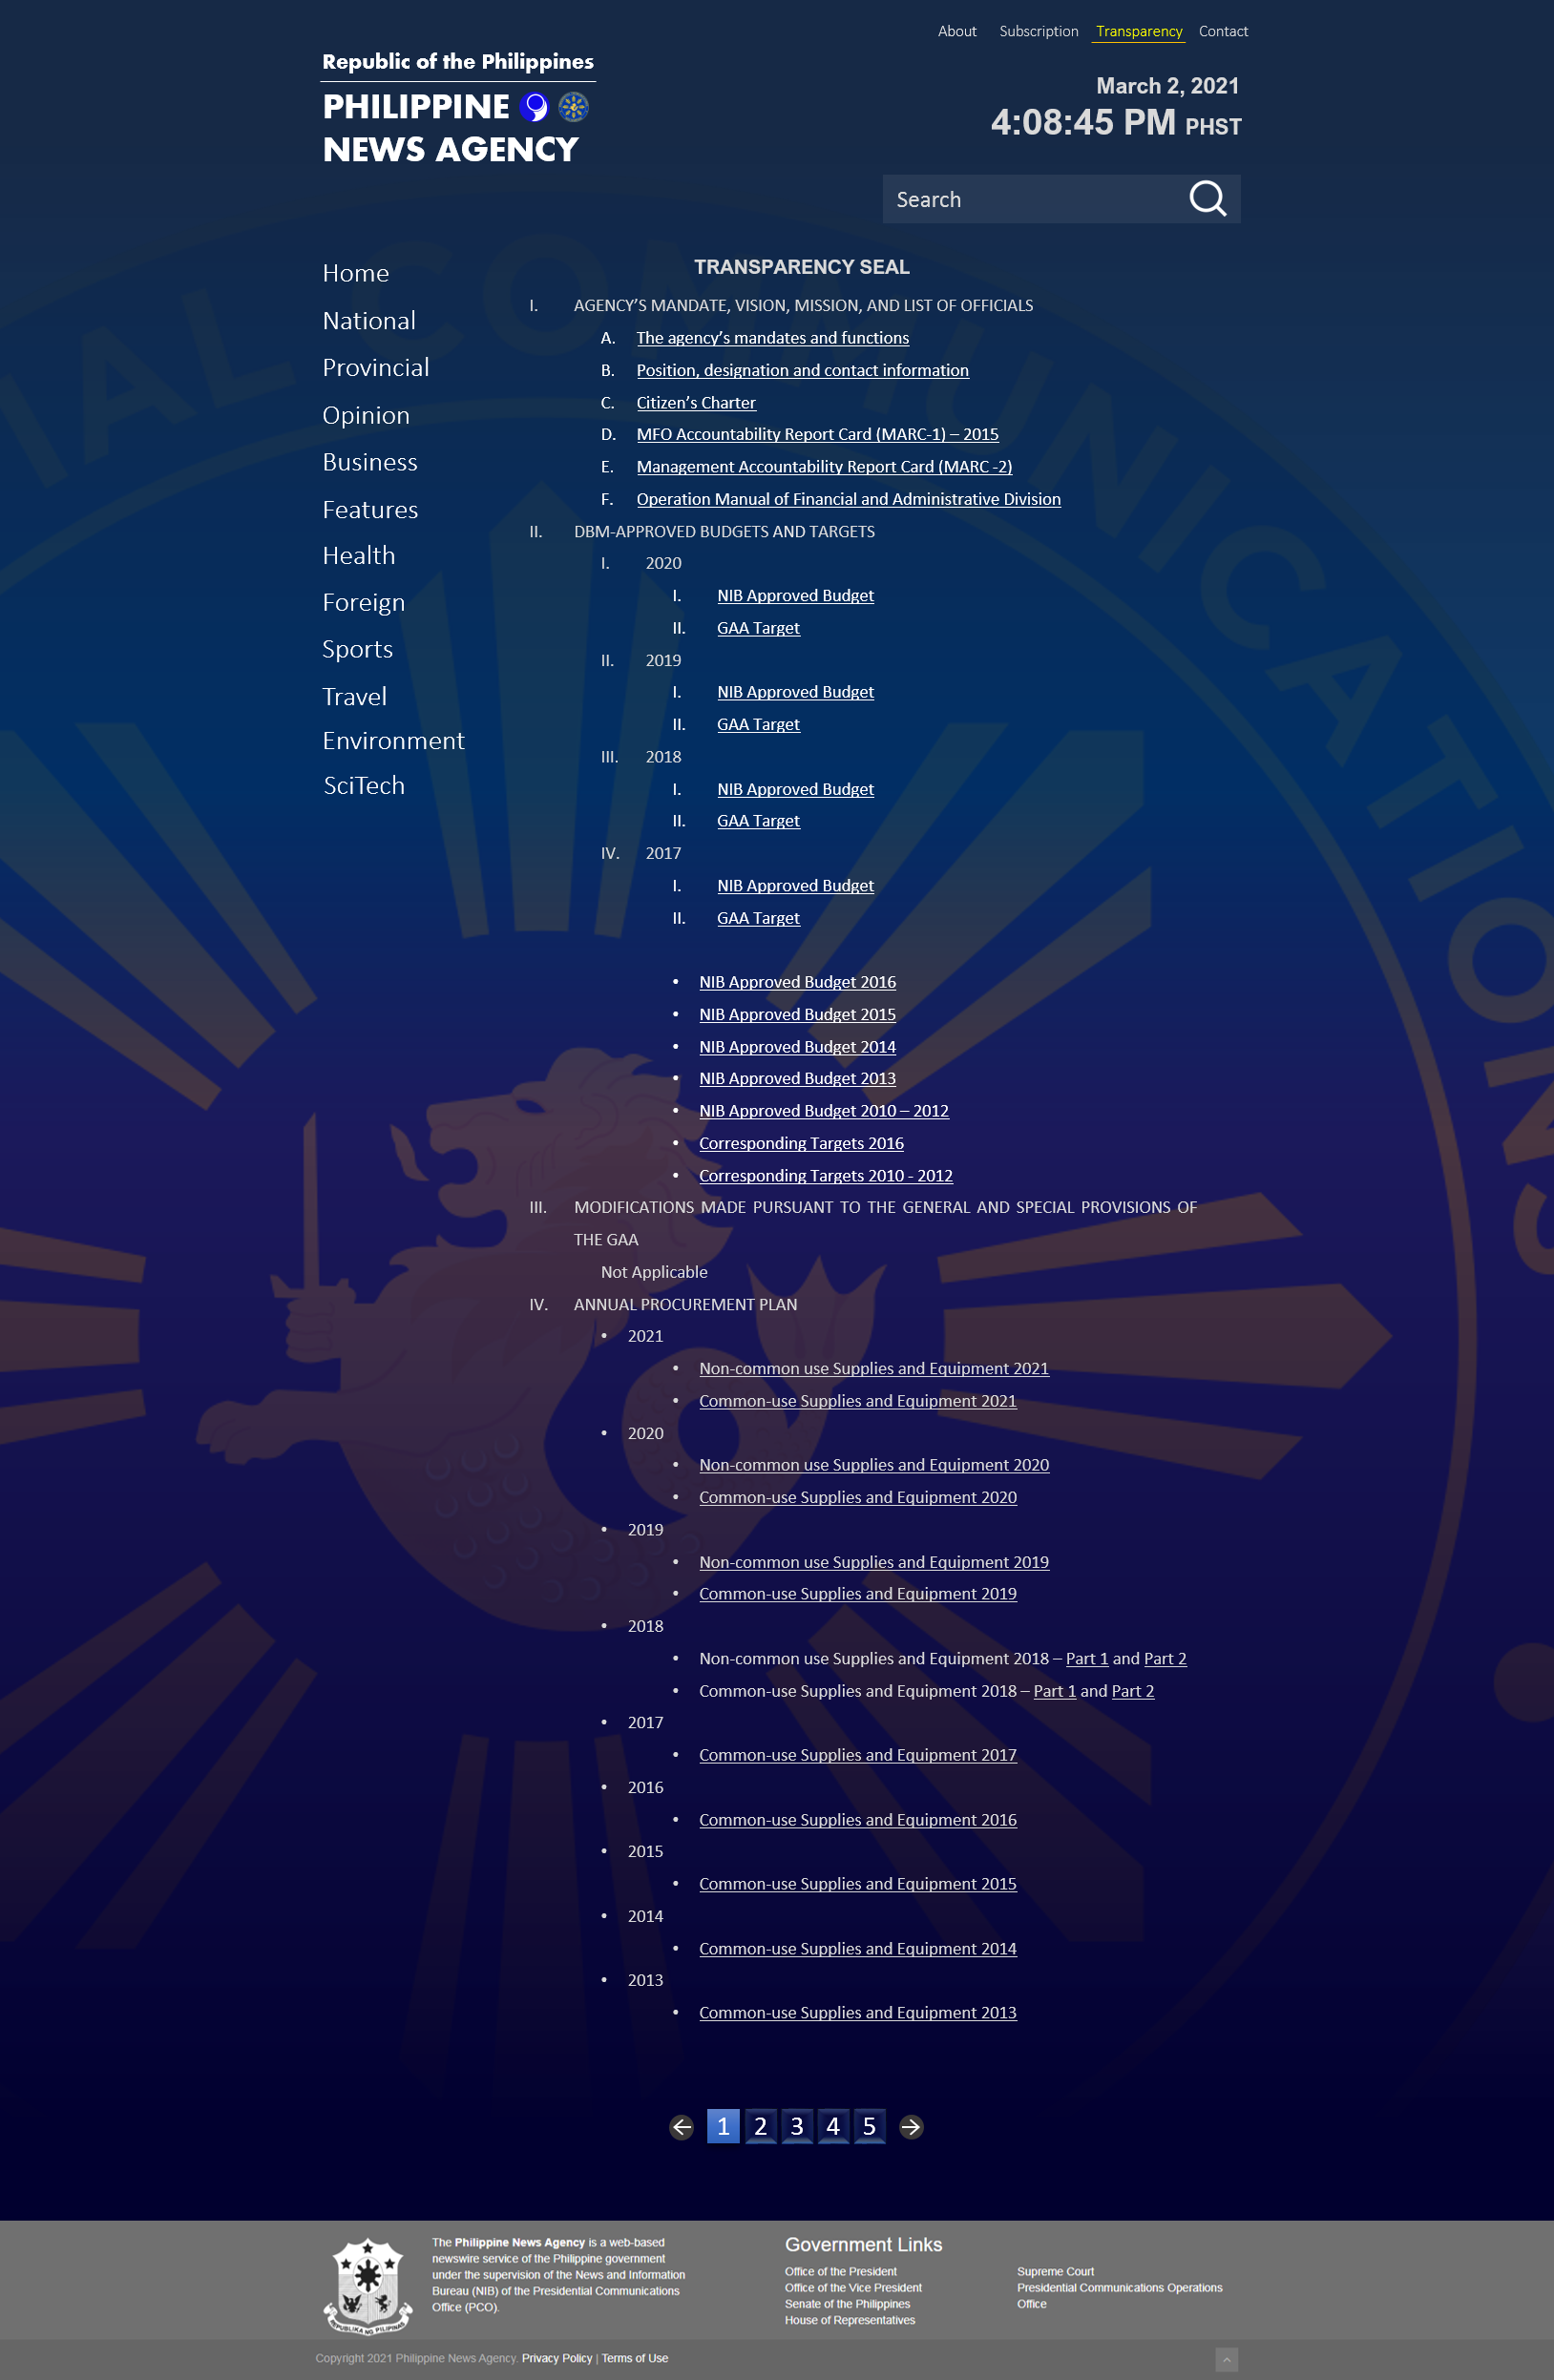 About Subscription Transparency Contact
Republic of the Philippines
PHILIPPINE
NEWS AGENCY
March 2, 2021
4:08:45 PM PHST
Search
Home
National
Provincial
Opinion
Business
Features
Health
Foreign
Sports
Travel
Environment
SciTech
TRANSPARENCY SEAL
I. AGENCY’S MANDATE, VISION, MISSION, AND LIST OF OFFICIALS
A. The agency’s mandates and functions
B. Position, designation and contact information
C. Citizen’s Charter
D. MFO Accountability Report Card (MARC-1) – 2015
E. Management Accountability Report Card (MARC -2)
F. Operation Manual of Financial and Administrative Division
II. DBM-APPROVED BUDGETS AND TARGETS
I. 2020
I. NIB Approved Budget
II. GAA Target
II. 2019
I. NIB Approved Budget
II. GAA Target
III. 2018
I. NIB Approved Budget
II. GAA Target
IV. 2017
I. NIB Approved Budget
II. GAA Target
• NIB Approved Budget 2016
• NIB Approved Budget 2015
• NIB Approved Budget 2014
• NIB Approved Budget 2013
• NIB Approved Budget 2010 – 2012
• Corresponding Targets 2016
• Corresponding Targets 2010 - 2012
III. MODIFICATIONS MADE PURSUANT TO THE GENERAL AND SPECIAL PROVISIONS OF
THE GAA
Not Applicable
IV. ANNUAL PROCUREMENT PLAN
• 2021
• Non-common use Supplies and Equipment 2021
• Common-use Supplies and Equipment 2021
• 2020
• Non-common use Supplies and Equipment 2020
• Common-use Supplies and Equipment 2020
• 2019
• Non-common use Supplies and Equipment 2019
• Common-use Supplies and Equipment 2019
• 2018
• Non-common use Supplies and Equipment 2018 – Part 1 and Part 2
• Common-use Supplies and Equipment 2018 – Part 1 and Part 2
• 2017
• Common-use Supplies and Equipment 2017
• 2016
• Common-use Supplies and Equipment 2016
• 2015
• Common-use Supplies and Equipment 2015
• 2014
• Common-use Supplies and Equipment 2014
• 2013
• Common-use Supplies and Equipment 2013
1 2 3 4 5
The Philippine News Agency is a web-based
newswire service of the Philippine government
under the supervision of the News and Information
Bureau (NIB) of the Presidential Communications
Office (PCO).
REPUBLIKA NG PILIPINAS
Government Links
Office of the President
Office of the Vice President
Senate of the Philippines
House of Representatives
Supreme Court
Presidential Communications Operations
Office
Copyright 2021 Philippine News Agency. Privacy Policy | Terms of Use